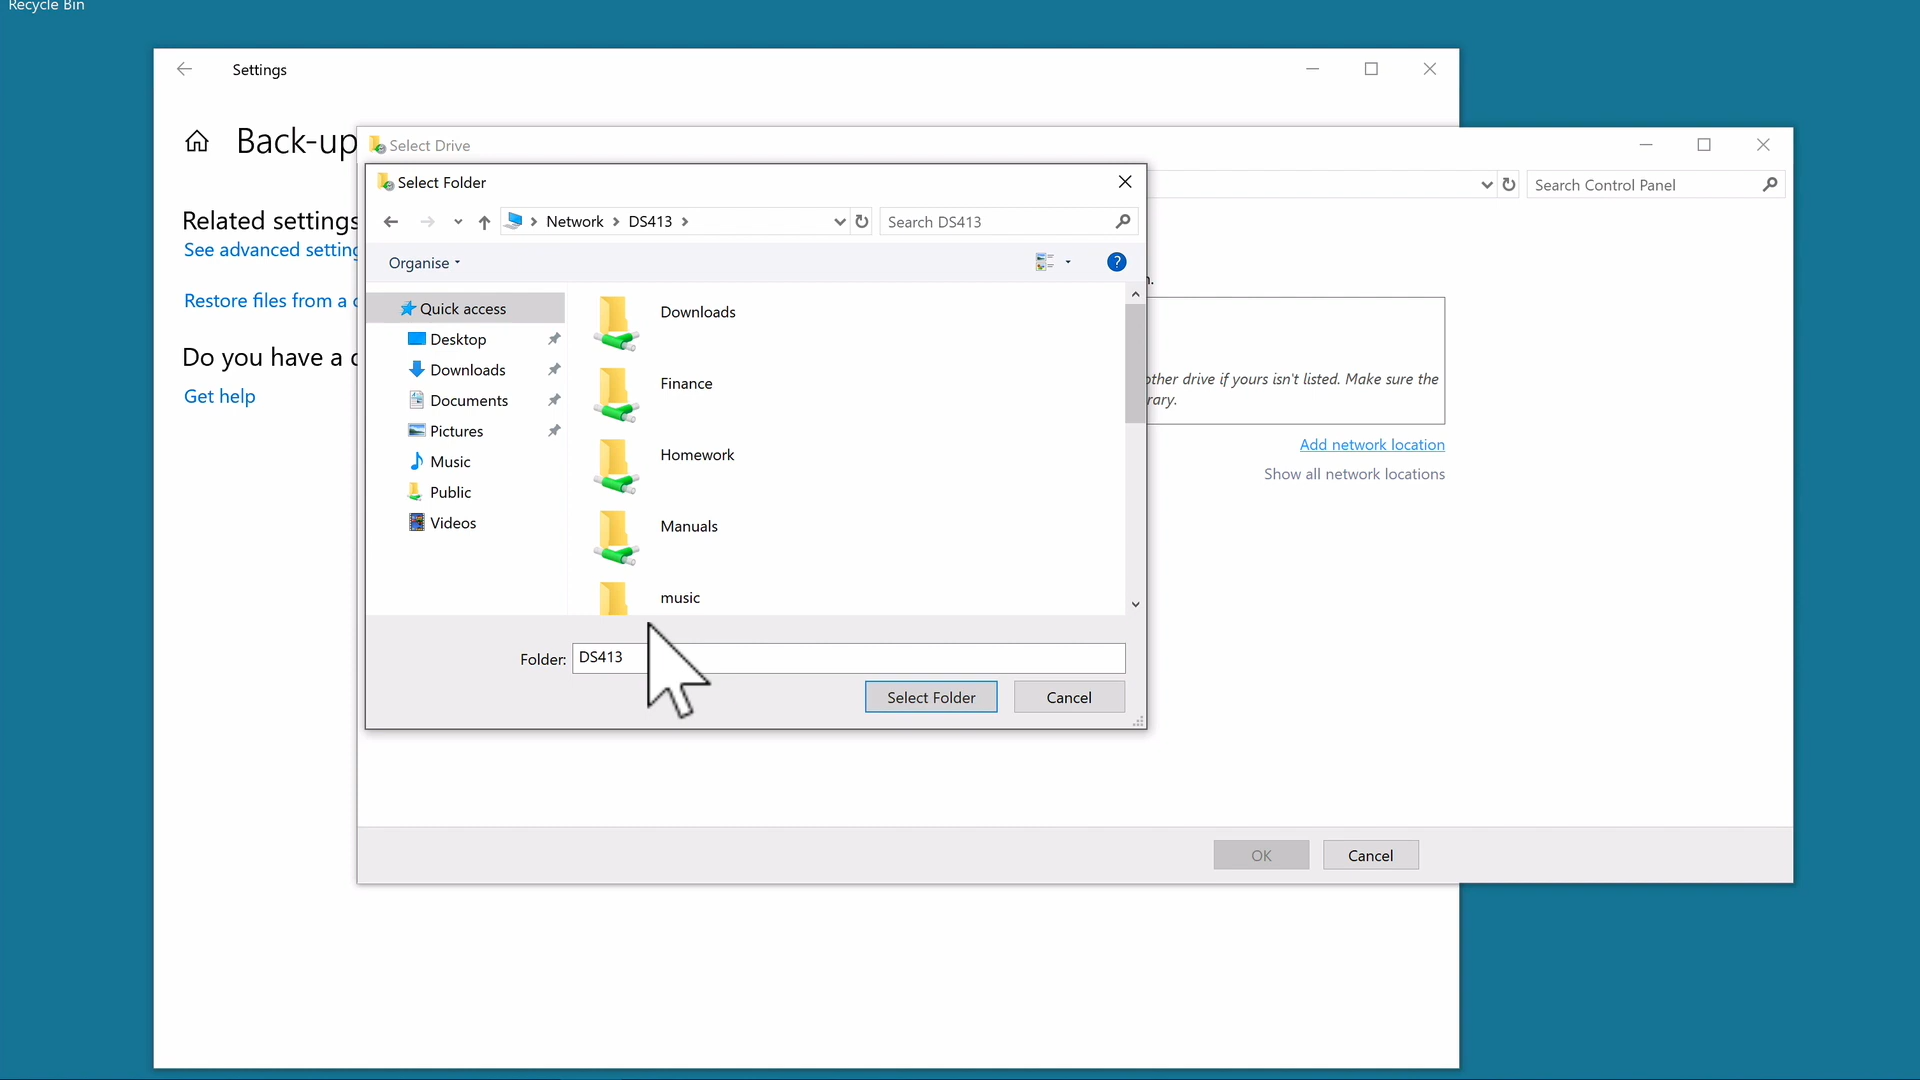 Recycle Bin
Settings
Back-up
Select Drive
Select Folder
Network
DS413
Search DS413
Search Control Panel
Related settings
See advanced setting
Organise
?
Restore files from a
Quick access
Desktop
Downloads
Documents
Pictures
Music
Public
Videos
Downloads
Finance
Homework
Manuals
music
Do you have a
Get help
other drive if yours isn't listed. Make sure the
rary.
Add network location
Show all network locations
Folder:
DS413
Select Folder
Cancel
OK
Cancel